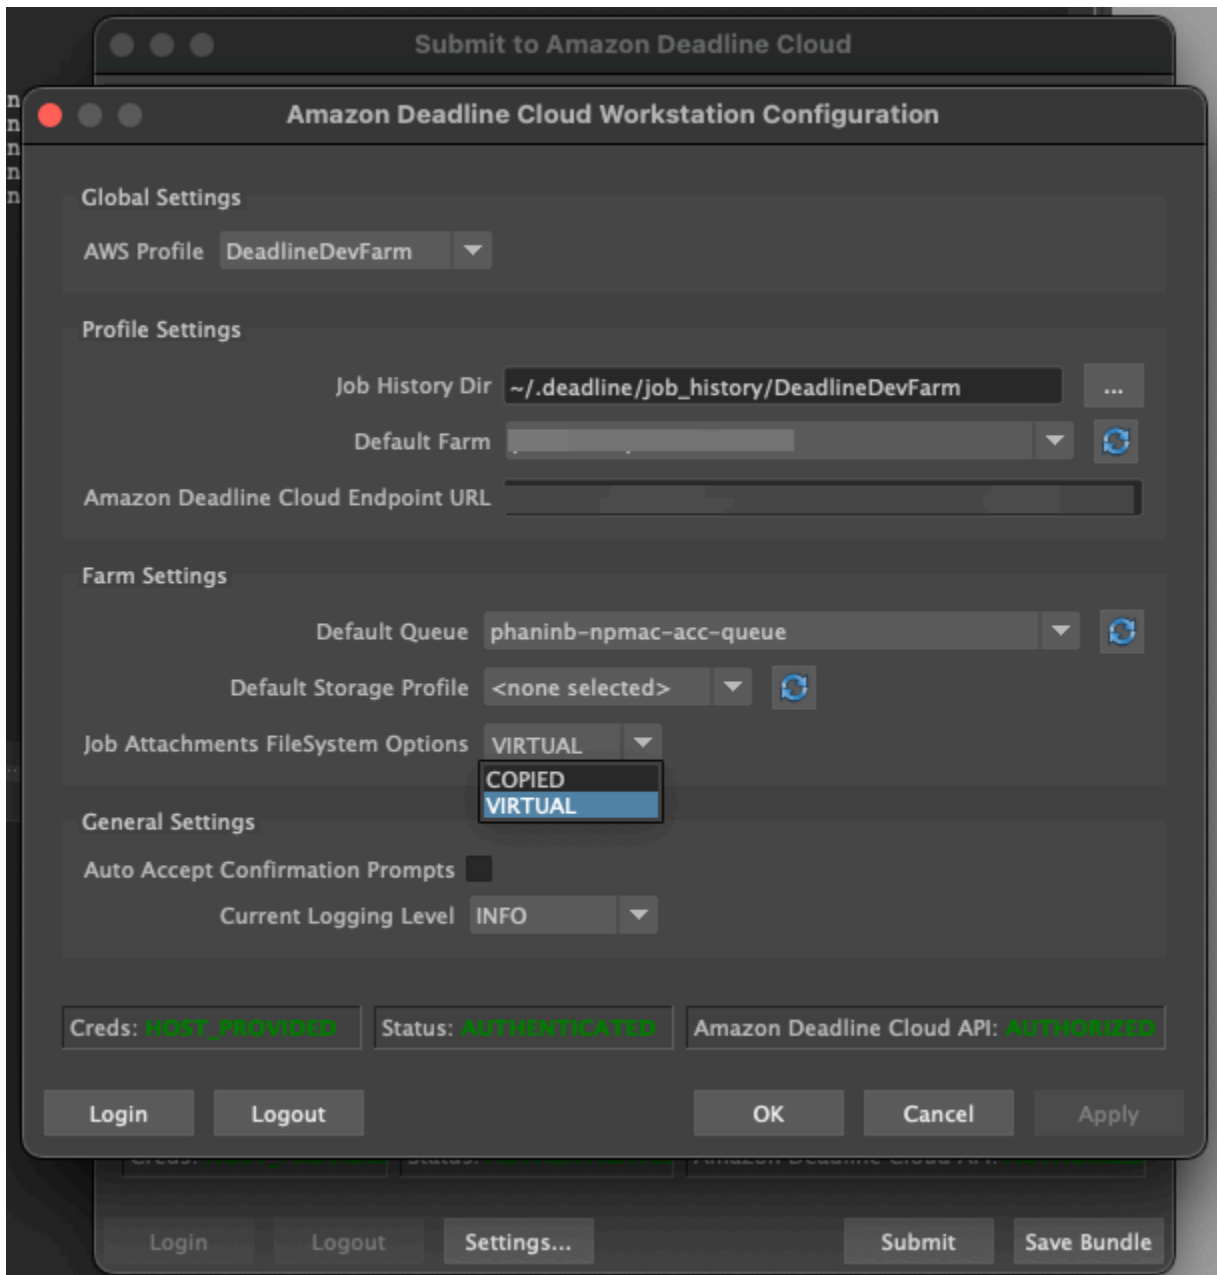 Submit to Amazon Deadline Cloud
n
n
n
n
n
Amazon Deadline Cloud Workstation Configuration
Global Settings
AWS Profile DeadlineDevFarm
Profile Settings
Job History Dir ~/.deadline/job_history/DeadlineDevFarm ...
Default Farm
Amazon Deadline Cloud Endpoint URL
Farm Settings
Default Queue phaninb-npmac-acc-queue
Default Storage Profile <none selected>
Job Attachments FileSystem Options VIRTUAL
COPIED
VIRTUAL
General Settings
Auto Accept Confirmation Prompts
Current Logging Level INFO
Creds: HOST_PROVIDED Status: AUTHENTICATED Amazon Deadline Cloud API: AUTHORIZED
Login Logout OK Cancel Apply
Login Logout Settings... Submit Save Bundle